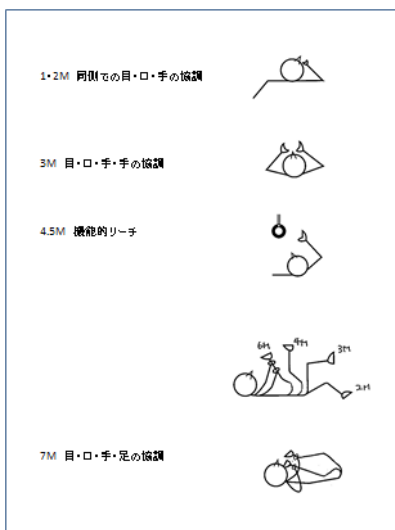 1・2M 同側での目・口・手の協調
3M 目・口・手・手の協調
4.5M 機能的リーチ
6M 4M 3M 2M
7M 目・口・手・足の協調